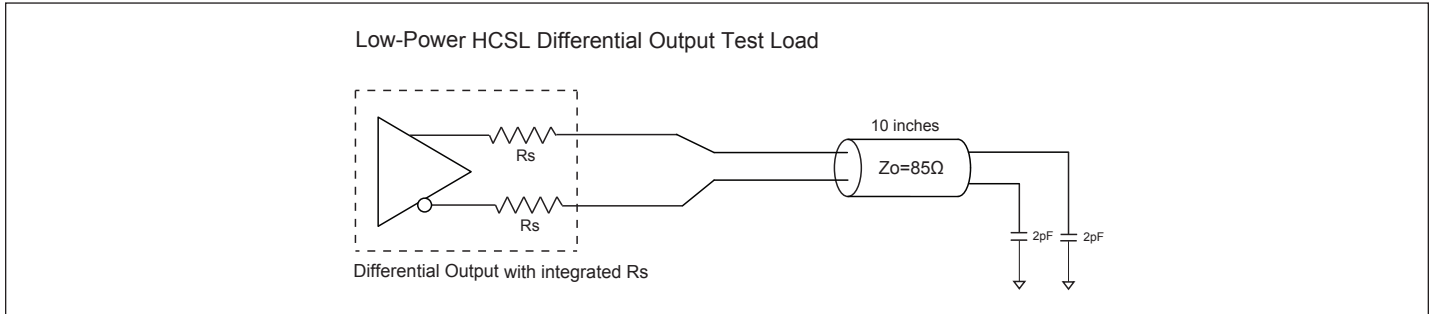 Low-Power HCSL Differential Output Test Load
10 inches
Rs
Zo=85Ω
Rs
2pF 2pF
Differential Output with integrated Rs